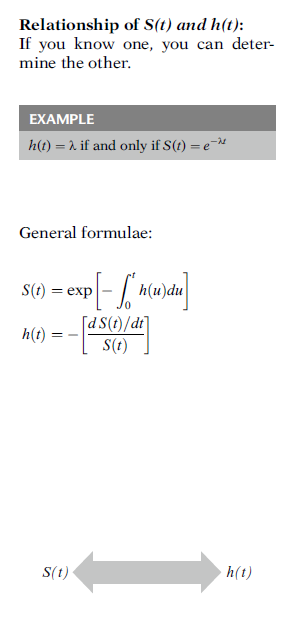 Relationship of S(t) and h(t):
If you know one, you can deter-
mine the other.
EXAMPLE
h(t) = λ if and only if S(t) = e^{−λt}
General formulae:
S(t) = exp[− ∫_0^t h(u)du]
h(t) = −[dS(t)/dt / S(t)]
S(t) h(t)